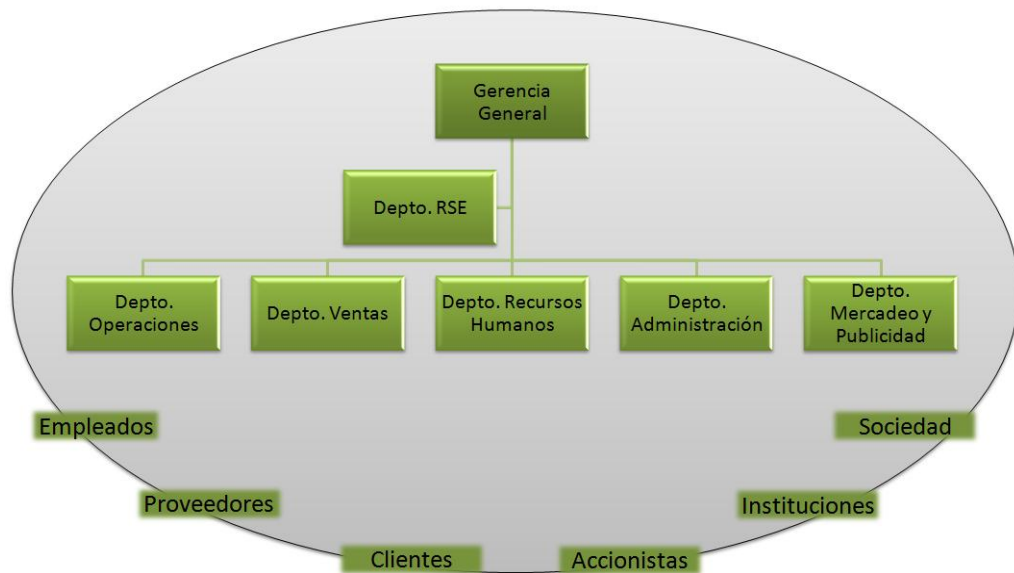 Gerencia
General
Depto. RSE
Depto.
Operaciones
Depto. Ventas
Depto. Recursos
Humanos
Depto.
Administración
Depto.
Mercadeo y
Publicidad
Empleados
Sociedad
Proveedores
Instituciones
Clientes
Accionistas